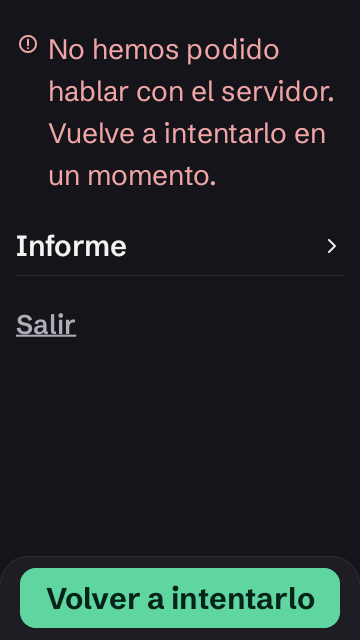 No hemos podido
hablar con el servidor.
Vuelve a intentarlo en
un momento.
Informe
Salir
Volver a intentarlo